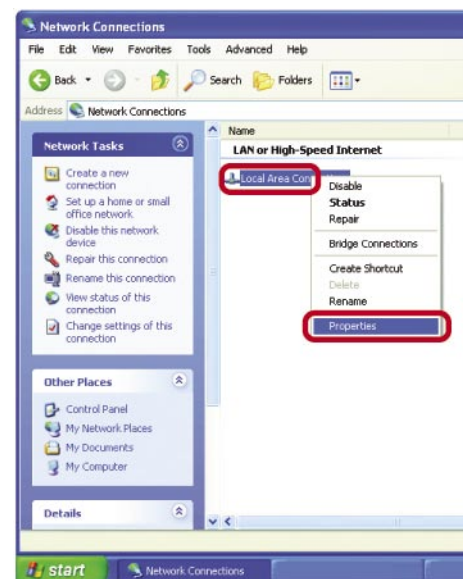 Network Connections
File Edit View Favorites Tools Advanced Help
Back Search Folders
Address Network Connections
Name
Network Tasks
LAN or High-Speed Internet
Create a new
connection
Set up a home or small
office network
Disable this network
device
Repair this connection
Rename this connection
View status of this
connection
Change settings of this
connection
Local Area Con
Disable
Status
Repair
Bridge Connections
Create Shortcut
Delete
Rename
Properties
Other Places
Control Panel
My Network Places
My Documents
My Computer
Details
start Network Connections